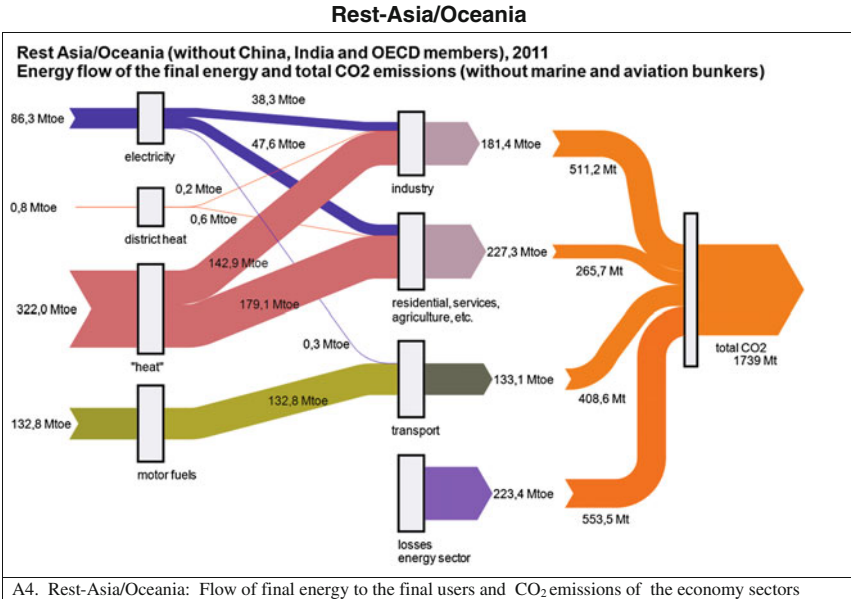 Rest-Asia/Oceania
Rest Asia/Oceania (without China, India and OECD members), 2011
Energy flow of the final energy and total CO2 emissions (without marine and aviation bunkers)
86,3 Mtoe
electricity
38,3 Mtoe
47,6 Mtoe
0,8 Mtoe
district heat
0,2 Mtoe
0,6 Mtoe
322,0 Mtoe
"heat"
142,9 Mtoe
179,1 Mtoe
0,3 Mtoe
132,8 Mtoe
motor fuels
132,8 Mtoe
industry
181,4 Mtoe
511,2 Mt
residential, services,
agriculture, etc.
227,3 Mtoe
265,7 Mt
transport
133,1 Mtoe
408,6 Mt
losses
energy sector
223,4 Mtoe
553,5 Mt
total CO2
1739 Mt
A4. Rest-Asia/Oceania: Flow of final energy to the final users and CO2 emissions of the economy sectors